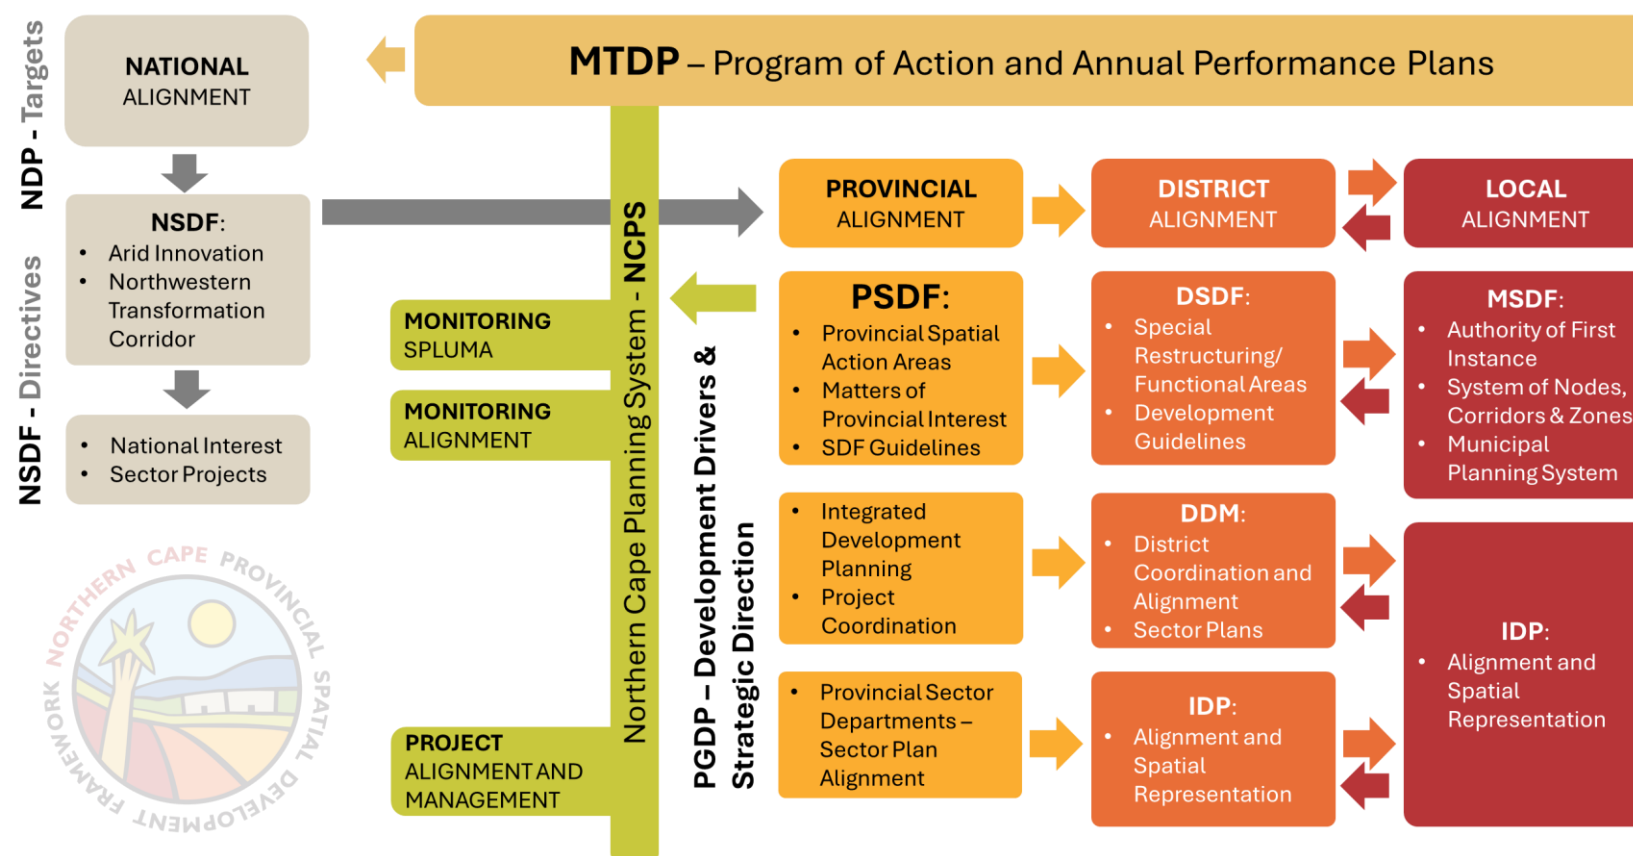 NDP - Targets
NSDF - Directives
NATIONAL
ALIGNMENT
NSDF:
• Arid Innovation
• Northwestern
Transformation
Corridor
• National Interest
• Sector Projects
NORTHERN CAPE PROVINCIAL SPATIAL DEVELOPMENT FRAMEWORK
MTDP – Program of Action and Annual Performance Plans
MONITORING
SPLUMA
MONITORING
ALIGNMENT
PROJECT
ALIGNMENT AND
MANAGEMENT
Northern Cape Planning System - NCPS
PGDP – Development Drivers &
Strategic Direction
PROVINCIAL
ALIGNMENT
PSDF:
• Provincial Spatial
Action Areas
• Matters of
Provincial Interest
• SDF Guidelines
• Integrated
Development
Planning
• Project
Coordination
• Provincial Sector
Departments –
Sector Plan
Alignment
DISTRICT
ALIGNMENT
DSDF:
• Special
Restructuring/
Functional Areas
• Development
Guidelines
DDM:
• District
Coordination and
Alignment
• Sector Plans
IDP:
• Alignment and
Spatial
Representation
LOCAL
ALIGNMENT
MSDF:
• Authority of First
Instance
• System of Nodes,
Corridors & Zones
• Municipal
Planning System
IDP:
• Alignment and
Spatial
Representation